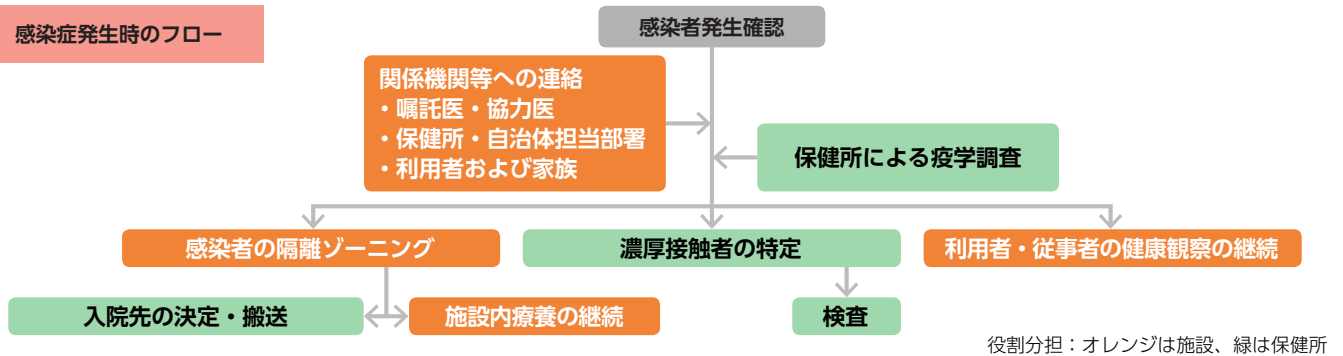 感染症発生時のフロー
感染者発生確認
関係機関等への連絡
・嘱託医・協力医
・保健所・自治体担当部署
・利用者および家族
保健所による疫学調査
感染者の隔離ゾーニング
濃厚接触者の特定
利用者・従事者の健康観察の継続
入院先の決定・搬送
施設内療養の継続
検査
役割分担：オレンジは施設、緑は保健所